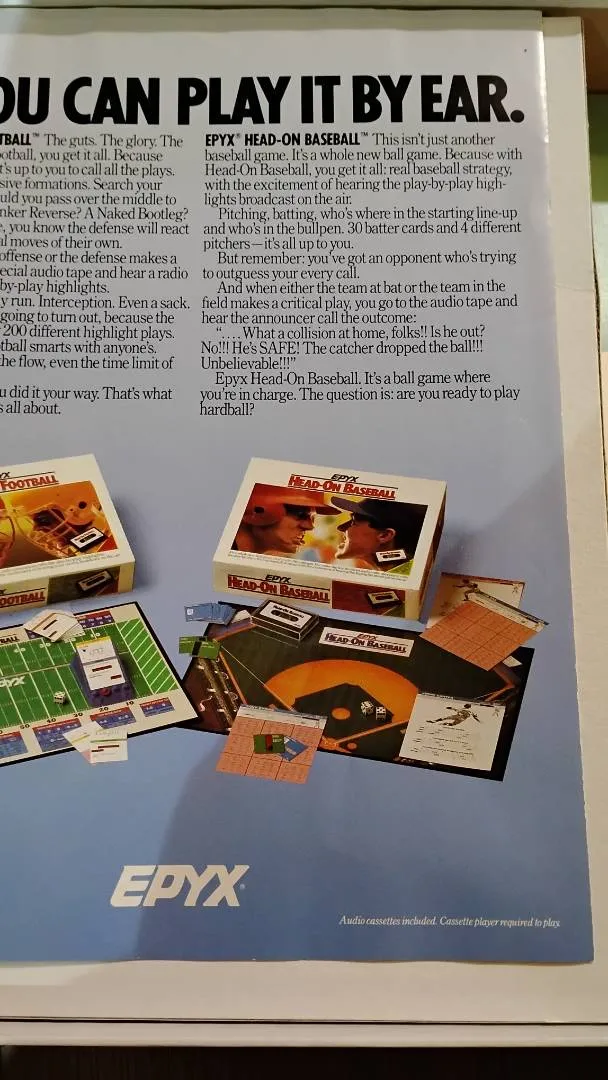 OU CAN PLAY IT BY EAR.
TBALL™ The guts. The glory. The
ootball, you get it all. Because
t's up to you to call all the plays.
sive formations. Search your
uld you pass over the middle to
nker Reverse? A Naked Bootleg?
e, you know the defense will react
al moves of their own.
offense or the defense makes a
ecial audio tape and hear a radio
by-play highlights.
y run. Interception. Even a sack.
going to turn out, because the
200 different highlight plays.
tball smarts with anyone's.
he flow, even the time limit of
u did it your way. That's what
s all about.
EPYX® HEAD-ON BASEBALL™ This isn't just another
baseball game. It's a whole new ball game. Because with
Head-On Baseball, you get it all: real baseball strategy,
with the excitement of hearing the play-by-play high-
lights broadcast on the air.
Pitching, batting, who's where in the starting line-up
and who's in the bullpen. 30 batter cards and 4 different
pitchers—it's all up to you.
But remember: you've got an opponent who's trying
to outguess your every call.
And when either the team at bat or the team in the
field makes a critical play, you go to the audio tape and
hear the announcer call the outcome:
“....What a collision at home, folks!! Is he out?
No!!! He's SAFE! The catcher dropped the ball!!!
Unbelievable!!!”
Epyx Head-On Baseball. It's a ball game where
you're in charge. The question is: are you ready to play
hardball?
YX
FOOTBALL
YX
OOTBALL
EPYX
HEAD-ON BASEBALL
EPYX
HEAD-ON BASEBALL
BALL
EPYX
50 40 30 20 10
EPYX
HEAD-ON BASEBALL
EPYX®
Audio cassettes included. Cassette player required to play.